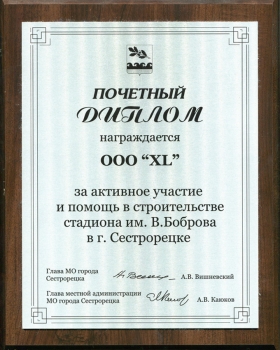 ПОЧЕТНЫЙ
ДИПЛОМ
награждается
ООО “XL”
за активное участие
и помощь в строительстве
стадиона им. В.Боброва
в г. Сестрорецке
Глава МО города
Сестрорецка
А.В. Вишневский
Глава местной администрации
МО города Сестрорецка
А.В. Каюков